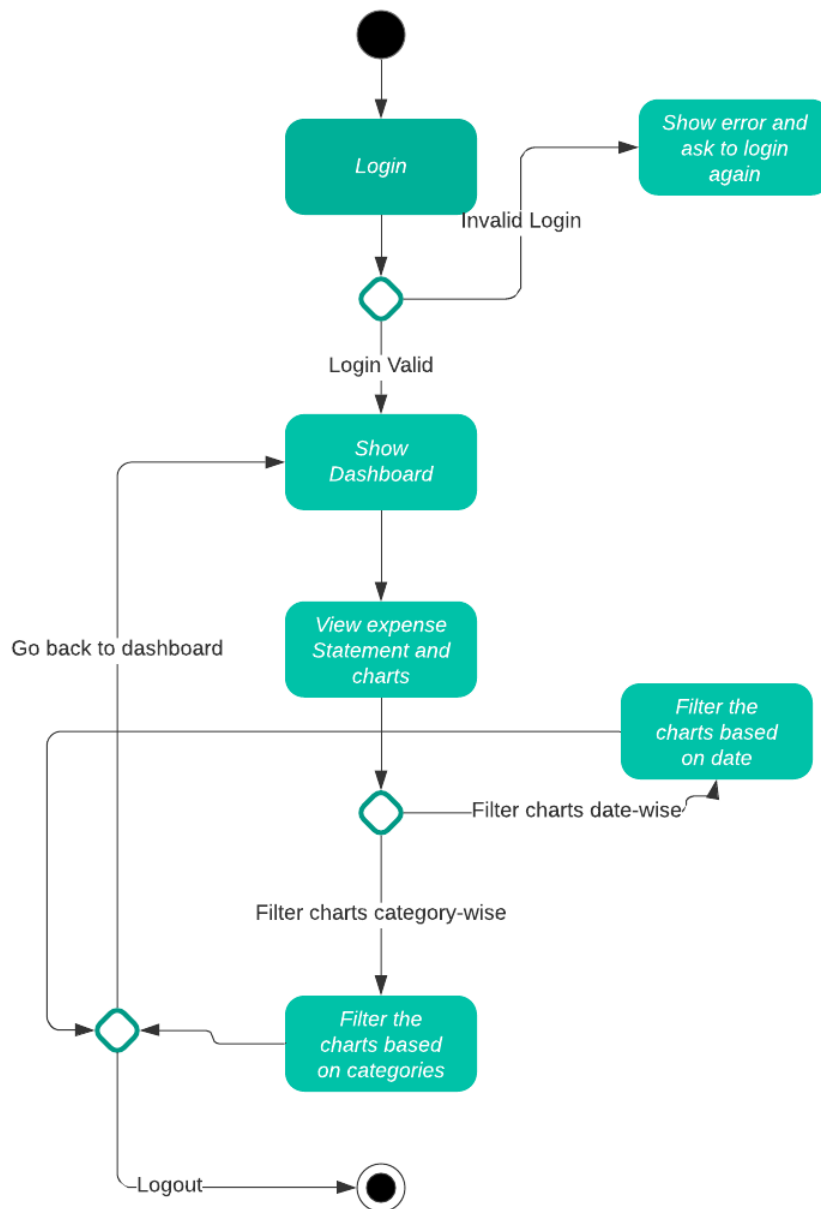 Login
Show error and
ask to login
again
Invalid Login
Login Valid
Show
Dashboard
View expense
Statement and
charts
Go back to dashboard
Filter the
charts based
on date
Filter charts date-wise
Filter charts category-wise
Filter the
charts based
on categories
Logout